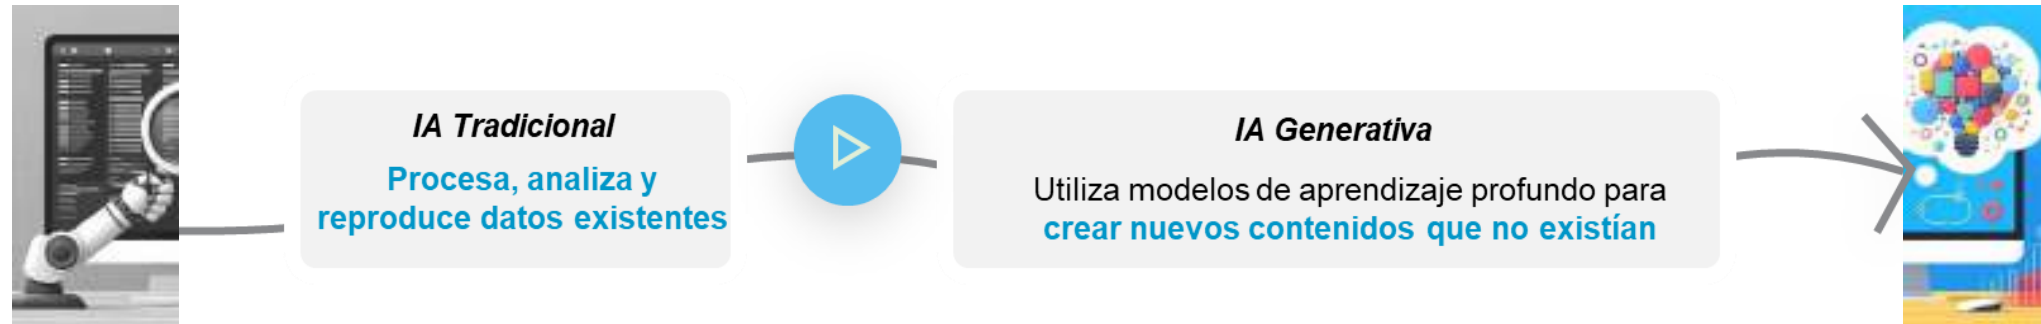 IA Tradicional
Procesa, analiza y
reproduce datos existentes
IA Generativa
Utiliza modelos de aprendizaje profundo para
crear nuevos contenidos que no existían